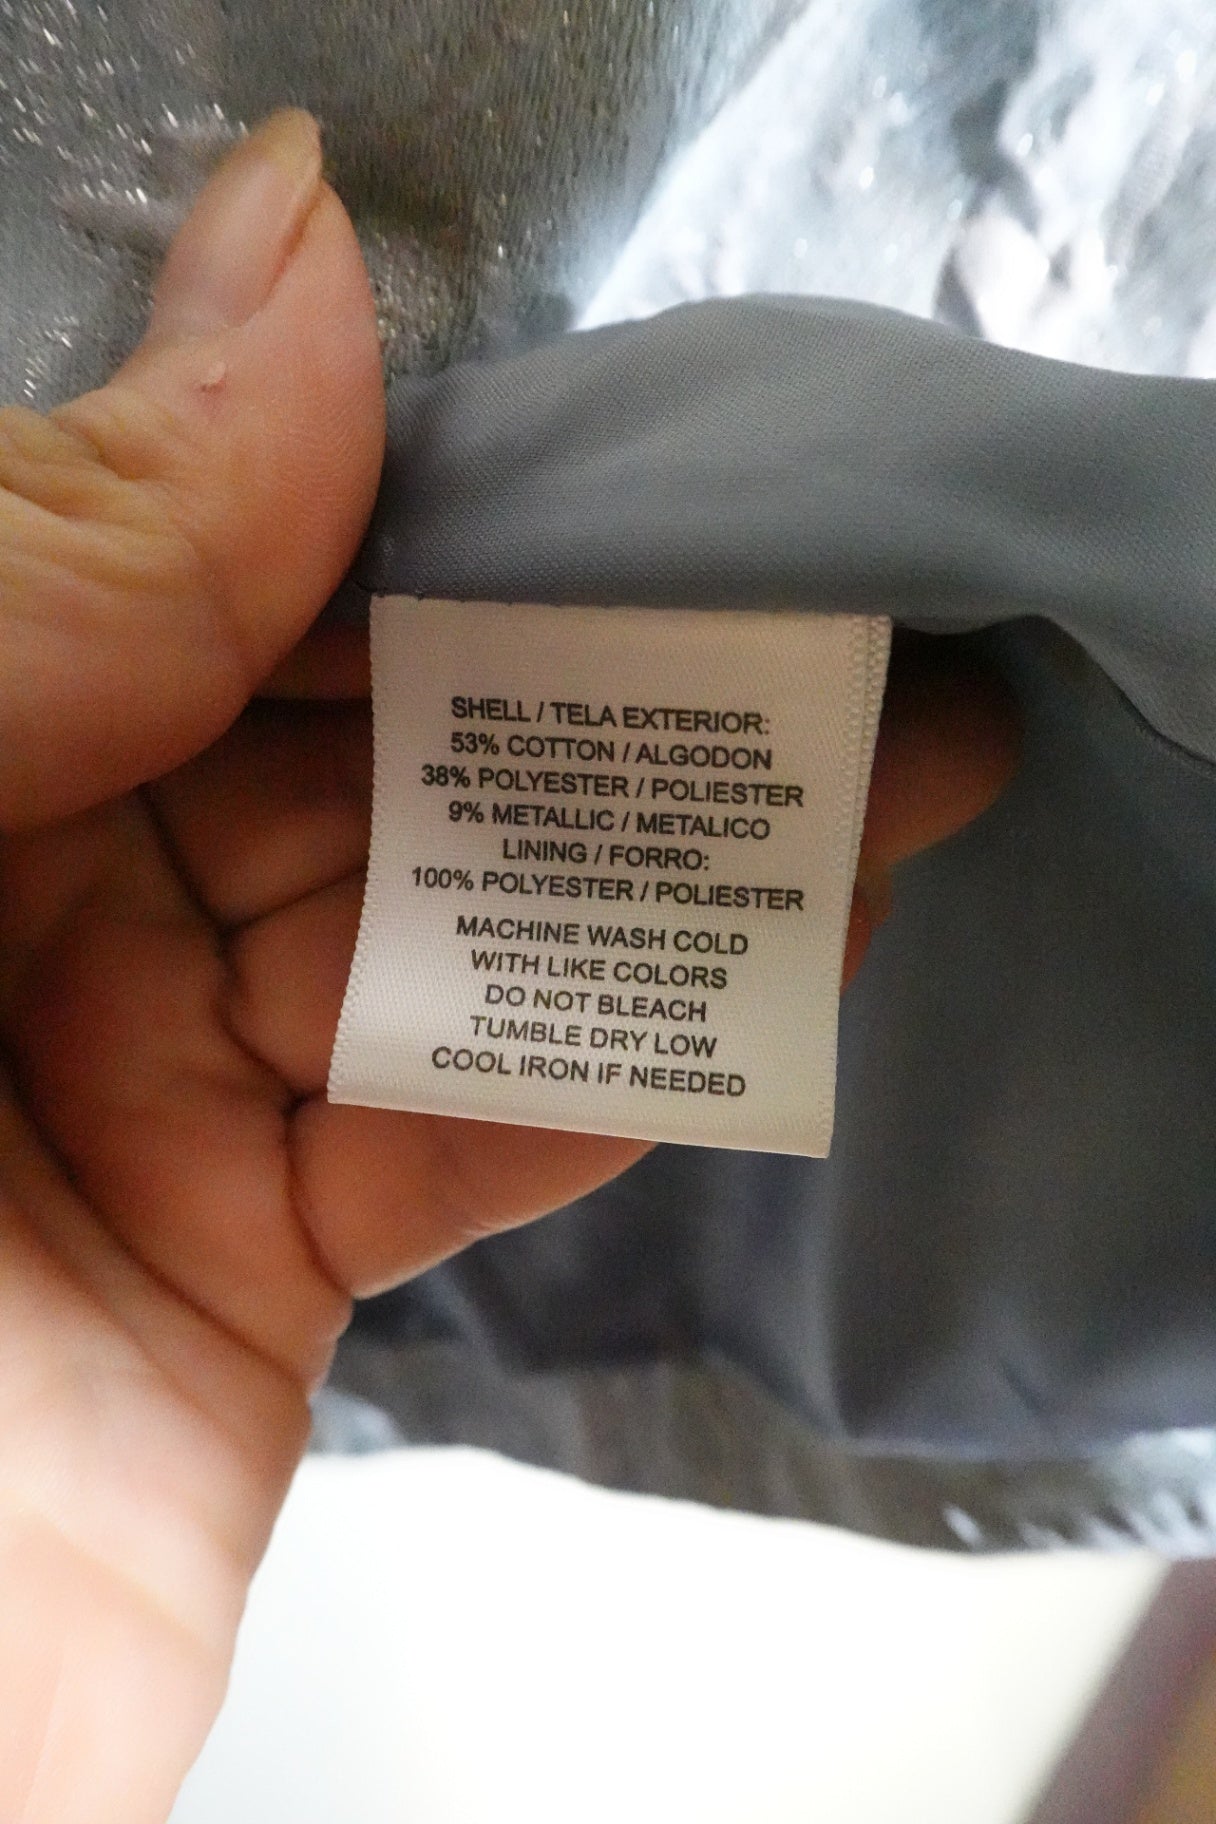 SHELL / TELA EXTERIOR:
53% COTTON / ALGODON
38% POLYESTER / POLIESTER
9% METALLIC / METALICO
LINING / FORRO:
100% POLYESTER / POLIESTER
MACHINE WASH COLD
WITH LIKE COLORS
DO NOT BLEACH
TUMBLE DRY LOW
COOL IRON IF NEEDED